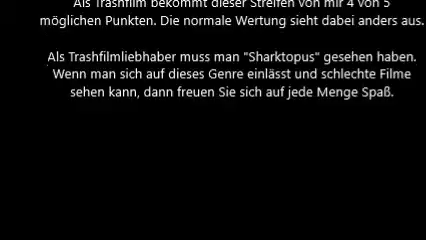 Als Trashfilm bekommt dieser Streifen von mir 4 von 5
möglichen Punkten. Die normale Wertung sieht dabei anders aus.
Als Trashfilmliebhaber muss man "Sharktopus" gesehen haben.
Wenn man sich auf dieses Genre einlässt und schlechte Filme
sehen kann, dann freuen Sie sich auf jede Menge Spaß.